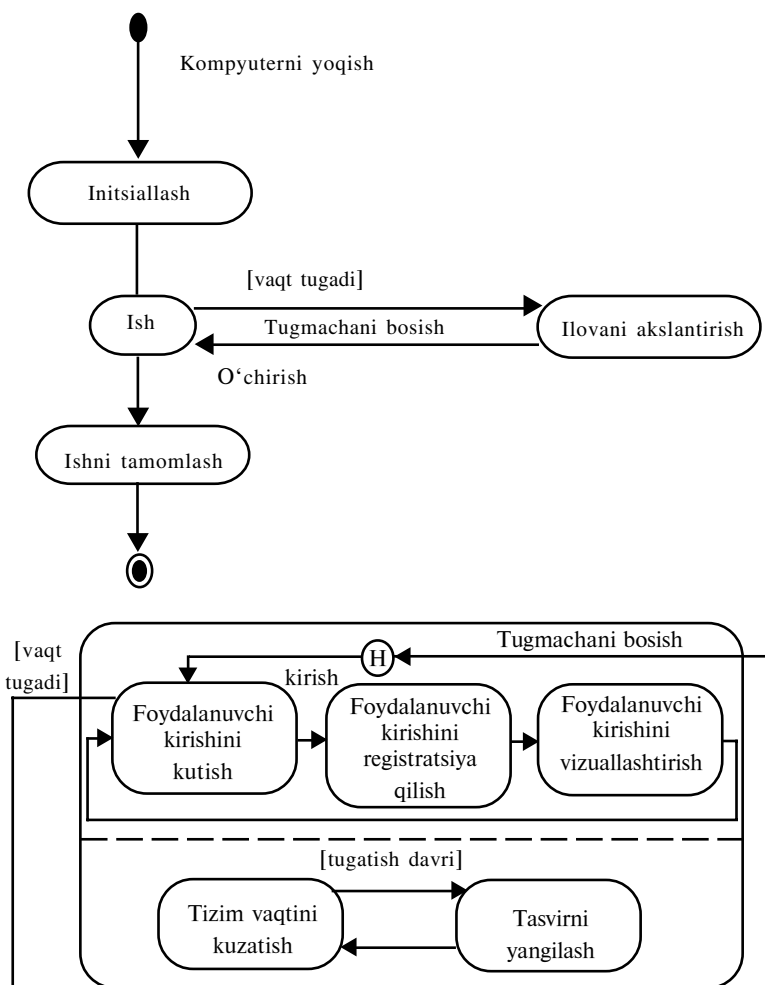 Kompyuterni yoqish
Initsiallash
[vaqt tugadi]
Ish
Tugmachani bosish
Ilovani akslantirish
O‘chirish
Ishni tamomlash
[vaqt
tugadi]
Tugmachani bosish
H
kirish
Foydalanuvchi
kirishini
kutish
Foydalanuvchi
kirishini
registratsiya
qilish
Foydalanuvchi
kirishini
vizuallashtirish
[tugatish davri]
Tizim vaqtini
kuzatish
Tasvirni
yangilash